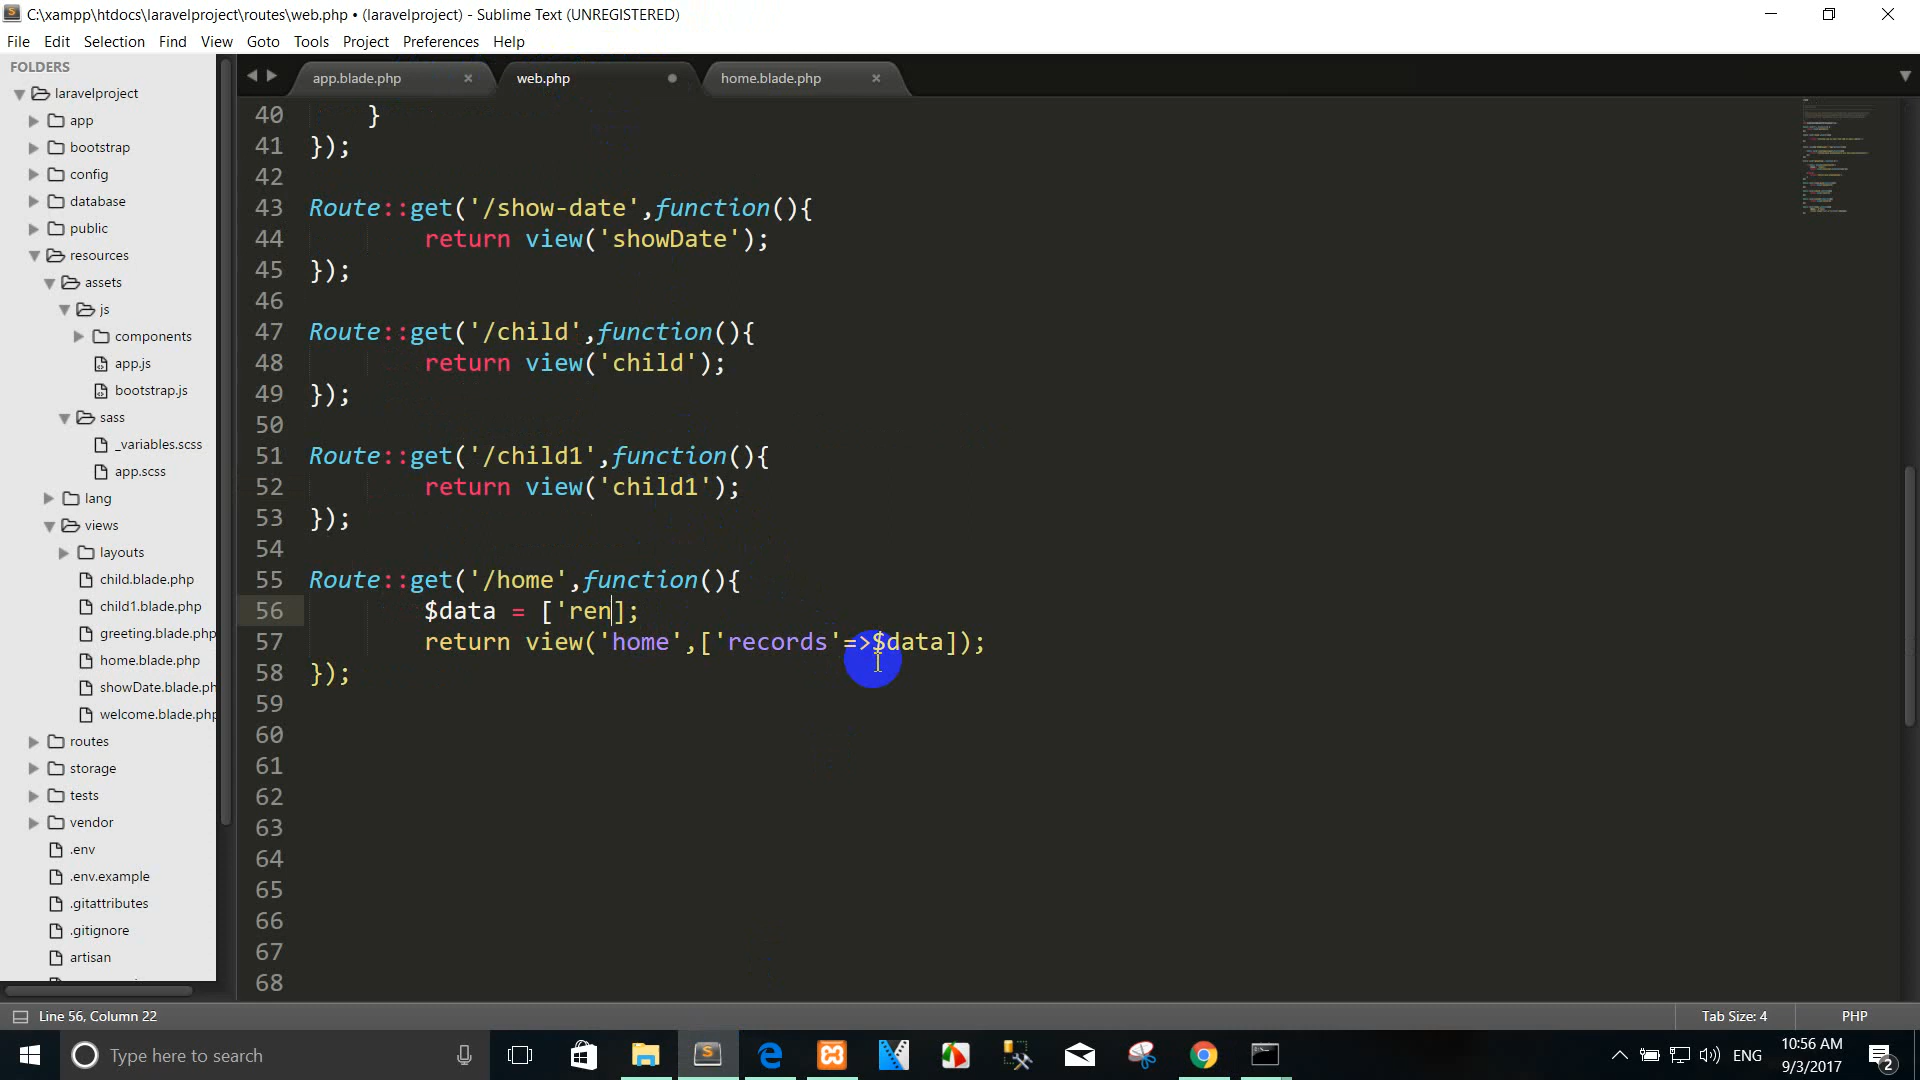 C:\xampp\htdocs\laravelproject\routes\web.php • (laravelproject) - Sublime Text (UNREGISTERED)
File Edit Selection Find View Goto Tools Project Preferences Help
FOLDERS
laravelproject
app
bootstrap
config
database
public
resources
assets
js
components
app.js
bootstrap.js
sass
_variables.scss
app.scss
lang
views
layouts
child.blade.php
child1.blade.php
greeting.blade.php
home.blade.php
showDate.blade.ph
welcome.blade.php
routes
storage
tests
vendor
.env
.env.example
.gitattributes
.gitignore
artisan
app.blade.php
web.php
home.blade.php
40 }
41 });
42
43 Route::get('/show-date',function(){
44 return view('showDate');
45 });
46
47 Route::get('/child',function(){
48 return view('child');
49 });
50
51 Route::get('/child1',function(){
52 return view('child1');
53 });
54
55 Route::get('/home',function(){
56 $data = ['ren];
57 return view('home',['records'=>$data]);
58 });
59
60
61
62
63
64
65
66
67
68
Line 56, Column 22
Tab Size: 4
PHP
Type here to search
ENG
10:56 AM
9/3/2017
2